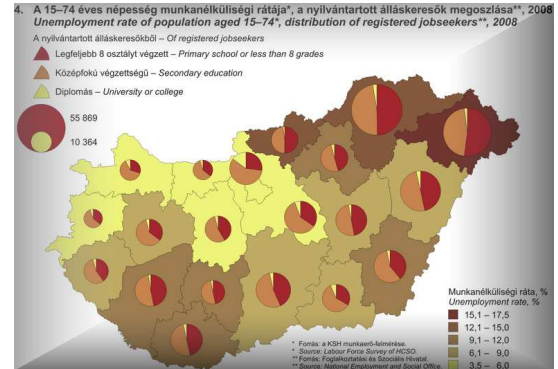 4. A 15–74 éves népesség munkanélküliségi rátája*, a nyilvántartott álláskeresők megoszlása**, 2008
Unemployment rate of population aged 15–74*, distribution of registered jobseekers**, 2008
A nyilvántartott álláskeresőkből – Of registered jobseekers
Legfeljebb 8 osztályt végzett – Primary school or less than 8 grades
Középfokú végzettségű – Secondary education
Diplomás – University or college
55 869
10 364
Munkanélküliségi ráta, %
Unemployment rate, %
15,1 – 17,5
12,1 – 15,0
9,1 – 12,0
6,1 – 9,0
3,5 – 6,0
* Forrás: a KSH munkaerő-felmérése.
* Source: Labour Force Survey of HCSO.
** Forrás: Foglalkoztatási és Szociális Hivatal.
** Source: National Employment and Social Office.